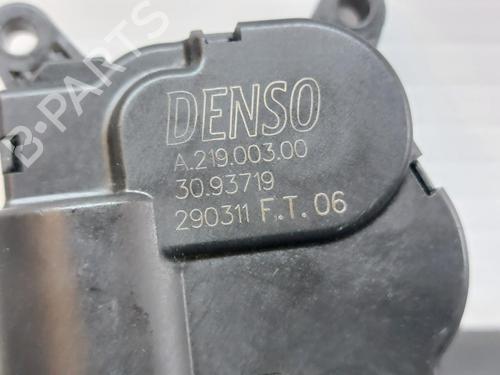 B-PARTS
DENSO
A.219.003.00
30.93719
290311 F.T. 06